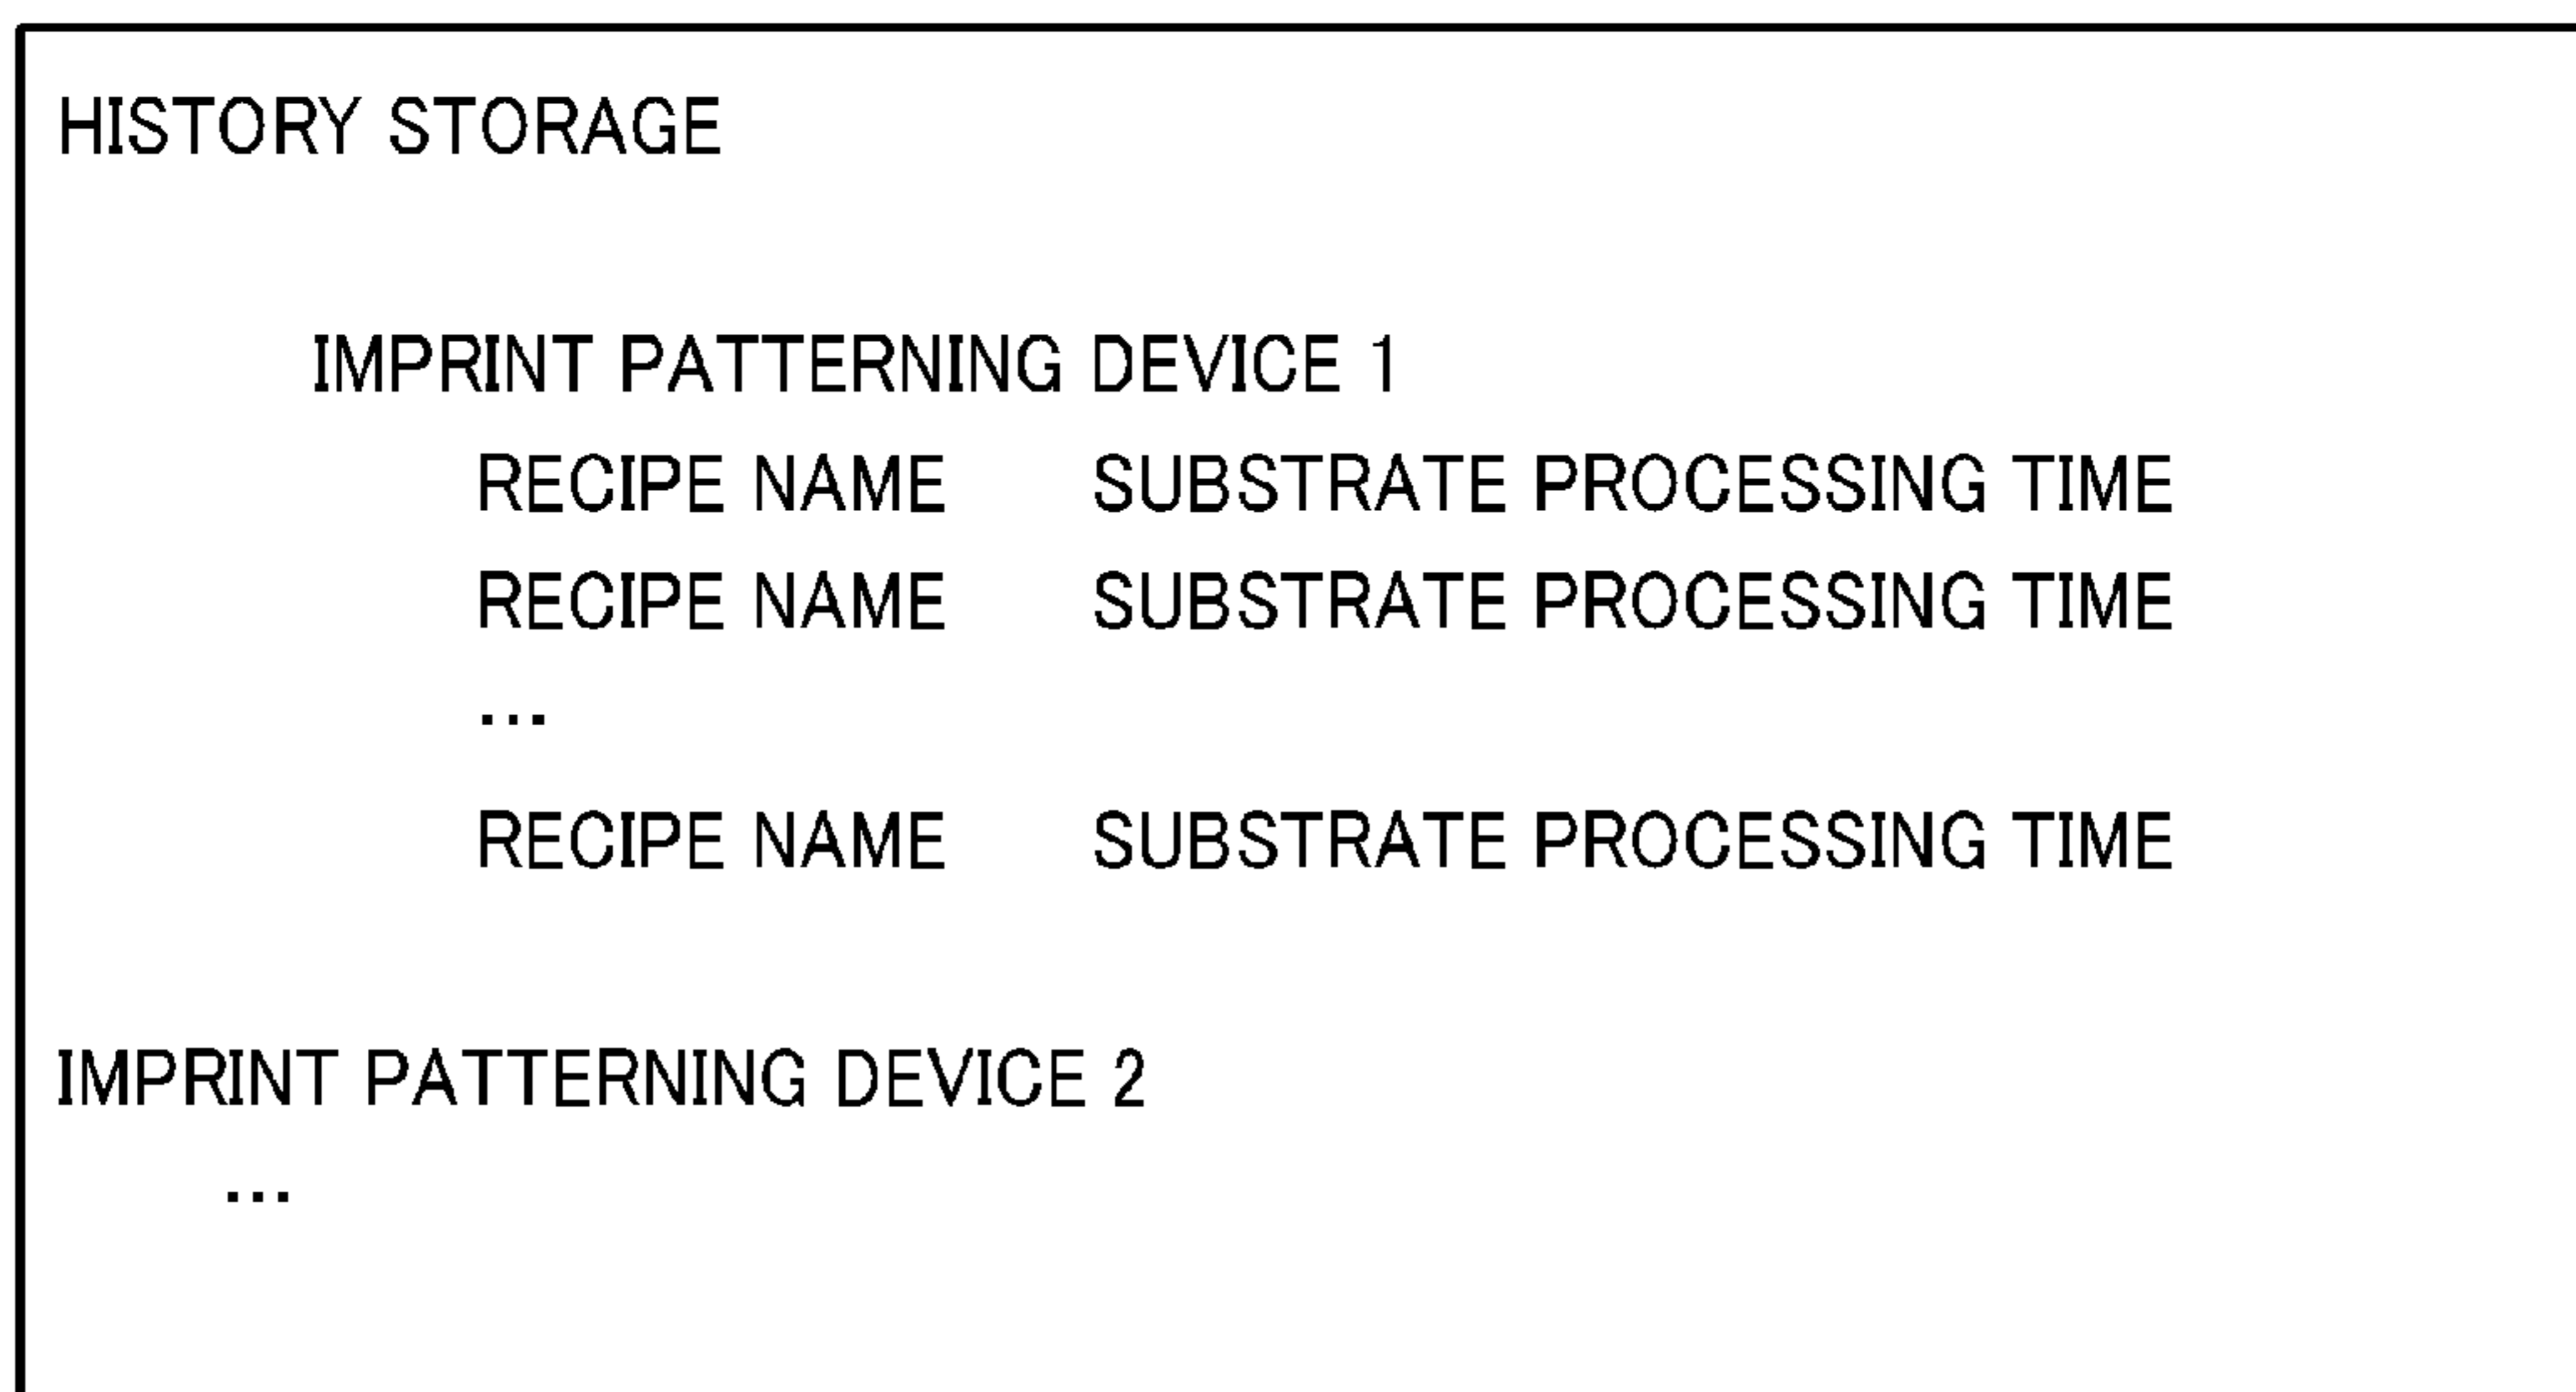 HISTORY STORAGE
IMPRINT PATTERNING DEVICE 1
RECIPE NAME SUBSTRATE PROCESSING TIME
RECIPE NAME SUBSTRATE PROCESSING TIME
...
RECIPE NAME SUBSTRATE PROCESSING TIME
IMPRINT PATTERNING DEVICE 2
...